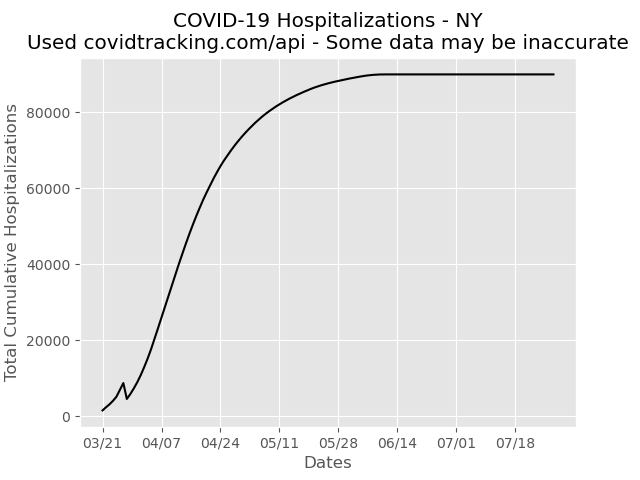 COVID-19 Hospitalizations - NY
Used covidtracking.com/api - Some data may be inaccurate
Total Cumulative Hospitalizations
80000
60000
40000
20000
0
03/21 04/07 04/24 05/11 05/28 06/14 07/01 07/18
Dates